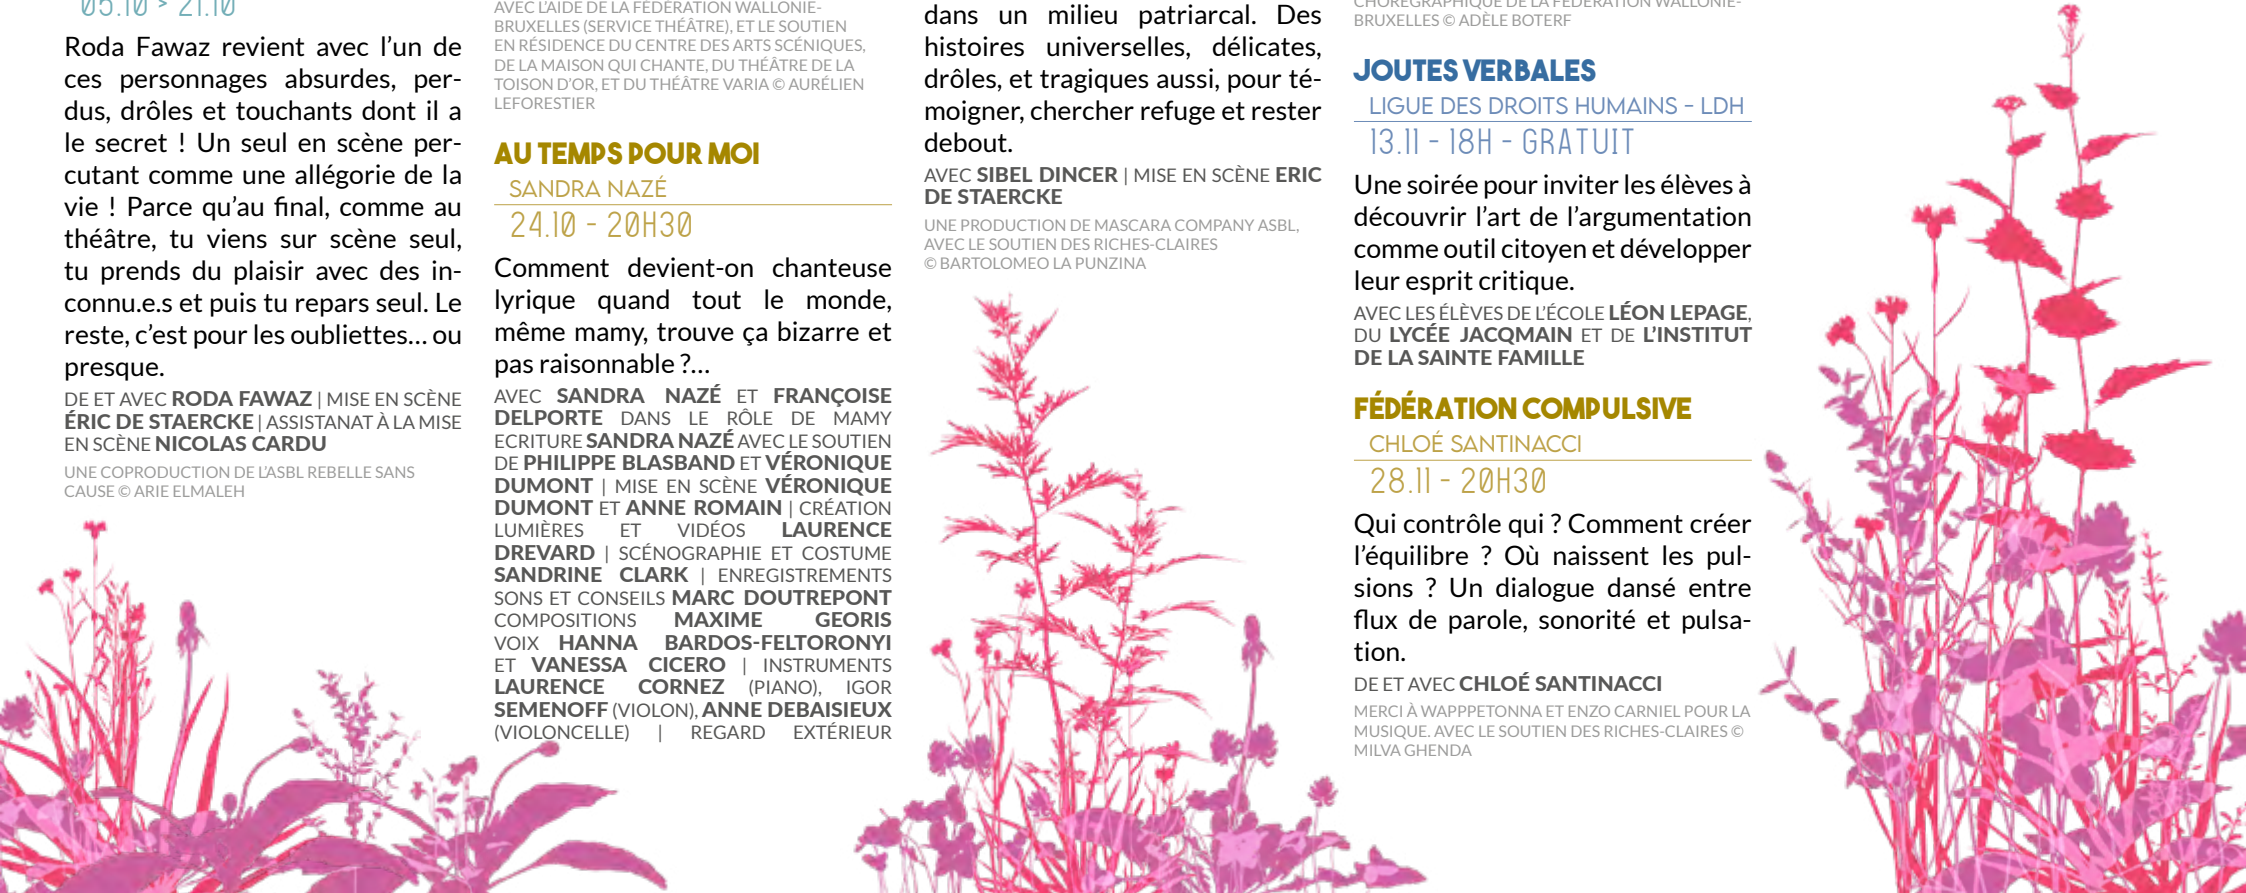 05.10 > 21.10
Roda Fawaz revient avec l’un de
ces personnages absurdes, per-
dus, drôles et touchants dont il a
le secret ! Un seul en scène per-
cutant comme une allégorie de la
vie ! Parce qu’au final, comme au
théâtre, tu viens sur scène seul,
tu prends du plaisir avec des in-
connu.e.s et puis tu repars seul. Le
reste, c’est pour les oubliettes… ou
presque.
DE ET AVEC RODA FAWAZ | MISE EN SCÈNE
ÉRIC DE STAERCKE | ASSISTANAT À LA MISE
EN SCÈNE NICOLAS CARDU
UNE COPRODUCTION DE L’ASBL REBELLE SANS
CAUSE © ARIE ELMALEH
AVEC L’AIDE DE LA FÉDÉRATION WALLONIE-
BRUXELLES (SERVICE THÉÂTRE), ET LE SOUTIEN
EN RÉSIDENCE DU CENTRE DES ARTS SCÉNIQUES,
DE LA MAISON QUI CHANTE, DU THÉÂTRE DE LA
TOISON D’OR, ET DU THÉÂTRE VARIA © AURÉLIEN
LEFORESTIER
AU TEMPS POUR MOI
SANDRA NAZÉ
24.10 - 20H30
Comment devient-on chanteuse
lyrique quand tout le monde,
même mamy, trouve ça bizarre et
pas raisonnable ?…
AVEC SANDRA NAZÉ ET FRANÇOISE
DELPORTE DANS LE RÔLE DE MAMY
ECRITURE SANDRA NAZÉ AVEC LE SOUTIEN
DE PHILIPPE BLASBAND ET VÉRONIQUE
DUMONT | MISE EN SCÈNE VÉRONIQUE
DUMONT ET ANNE ROMAIN | CRÉATION
LUMIÈRES ET VIDÉOS LAURENCE
DREVARD | SCÉNOGRAPHIE ET COSTUME
SANDRINE CLARK | ENREGISTREMENTS
SONS ET CONSEILS MARC DOUTREPONT
COMPOSITIONS MAXIME GEORIS
VOIX HANNA BARDOS-FELTORONYI
ET VANESSA CICERO | INSTRUMENTS
LAURENCE CORNEZ (PIANO), IGOR
SEMENOFF (VIOLON), ANNE DEBAISIEUX
(VIOLONCELLE) | REGARD EXTÉRIEUR
dans un milieu patriarcal. Des
histoires universelles, délicates,
drôles, et tragiques aussi, pour té-
moigner, chercher refuge et rester
debout.
AVEC SIBEL DINCER | MISE EN SCÈNE ERIC
DE STAERCKE
UNE PRODUCTION DE MASCARA COMPANY ASBL,
AVEC LE SOUTIEN DES RICHES-CLAIRES
© BARTOLOMEO LA PUNZINA
CHORÉGRAPHIQUE DE LA FÉDÉRATION WALLONIE-
BRUXELLES © ADÈLE BOTERF
JOUTES VERBALES
LIGUE DES DROITS HUMAINS - LDH
13.11 - 18H - GRATUIT
Une soirée pour inviter les élèves à
découvrir l’art de l’argumentation
comme outil citoyen et développer
leur esprit critique.
AVEC LES ÉLÈVES DE L’ÉCOLE LÉON LEPAGE,
DU LYCÉE JACQMAIN ET DE L’INSTITUT
DE LA SAINTE FAMILLE
FÉDÉRATION COMPULSIVE
CHLOÉ SANTINACCI
28.11 - 20H30
Qui contrôle qui ? Comment créer
l’équilibre ? Où naissent les pul-
sions ? Un dialogue dansé entre
flux de parole, sonorité et pulsa-
tion.
DE ET AVEC CHLOÉ SANTINACCI
MERCI À WAPPPETONNA ET ENZO CARNIEL POUR LA
MUSIQUE. AVEC LE SOUTIEN DES RICHES-CLAIRES ©
MILVA GHENDA